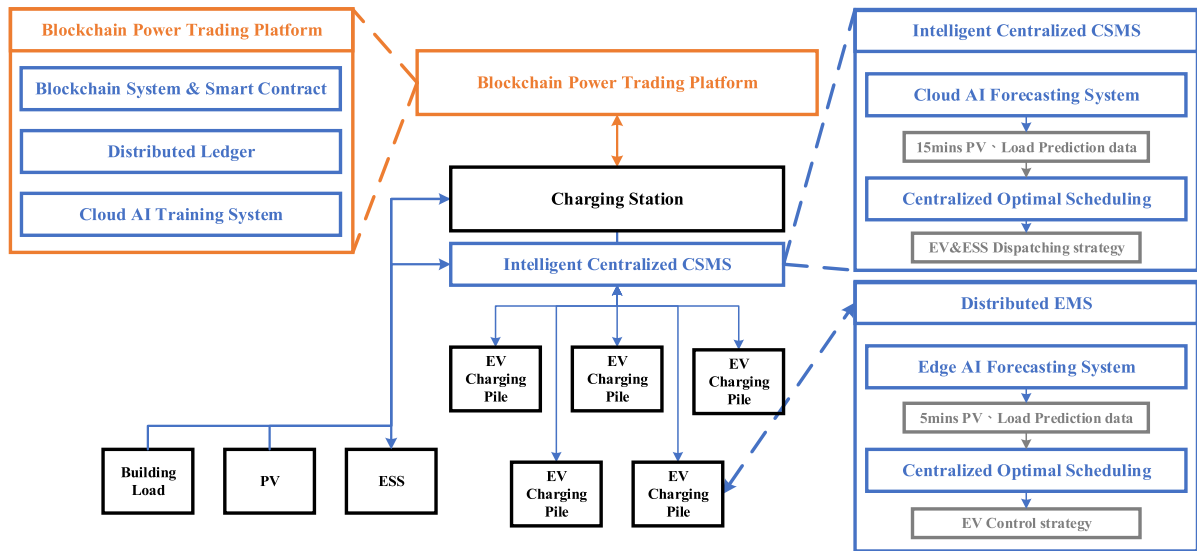 Blockchain Power Trading Platform
Blockchain System & Smart Contract
Distributed Ledger
Cloud AI Training System
Blockchain Power Trading Platform
Charging Station
Intelligent Centralized CSMS
EV
Charging
Pile
EV
Charging
Pile
EV
Charging
Pile
EV
Charging
Pile
EV
Charging
Pile
Building
Load
PV
ESS
Intelligent Centralized CSMS
Cloud AI Forecasting System
15mins PV、Load Prediction data
Centralized Optimal Scheduling
EV&ESS Dispatching strategy
Distributed EMS
Edge AI Forecasting System
5mins PV、Load Prediction data
Centralized Optimal Scheduling
EV Control strategy